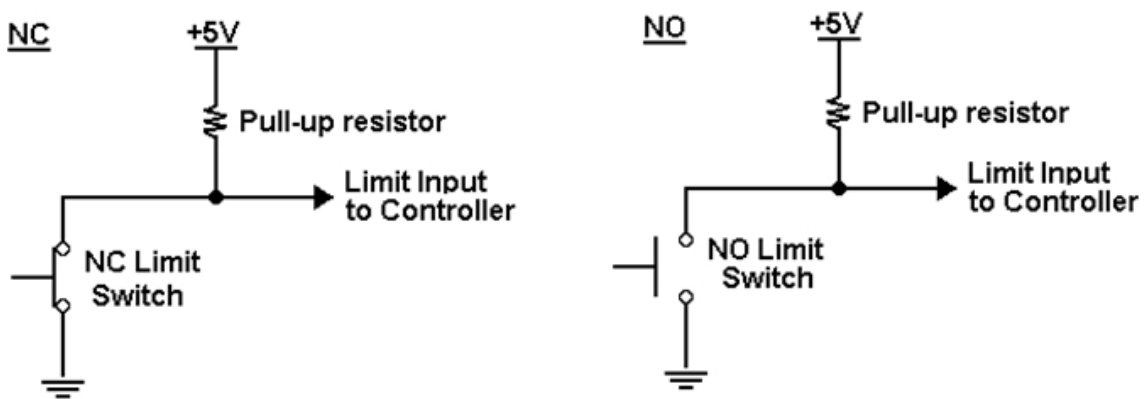 NC
+5V
Pull-up resistor
Limit Input
to Controller
NC Limit
Switch
NO
+5V
Pull-up resistor
Limit Input
to Controller
NO Limit
Switch